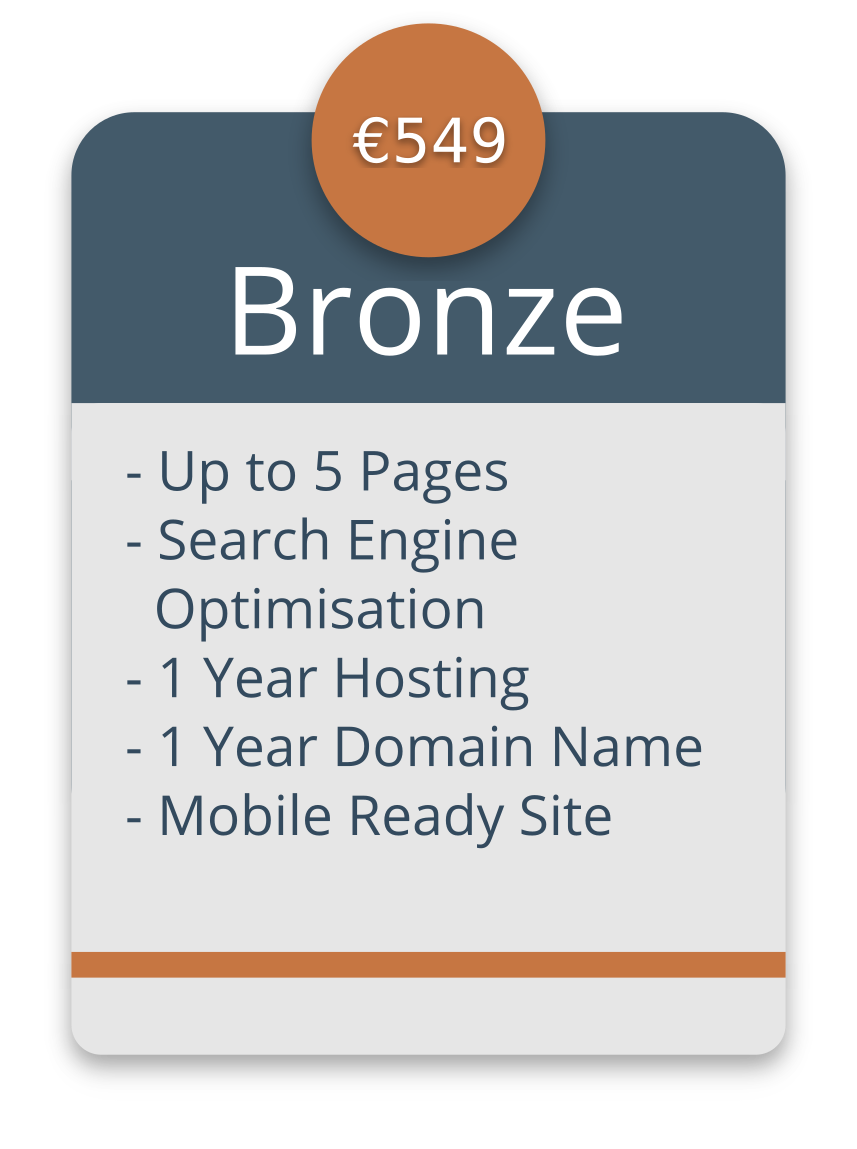 €549
Bronze
- Up to 5 Pages
- Search Engine
Optimisation
- 1 Year Hosting
- 1 Year Domain Name
- Mobile Ready Site